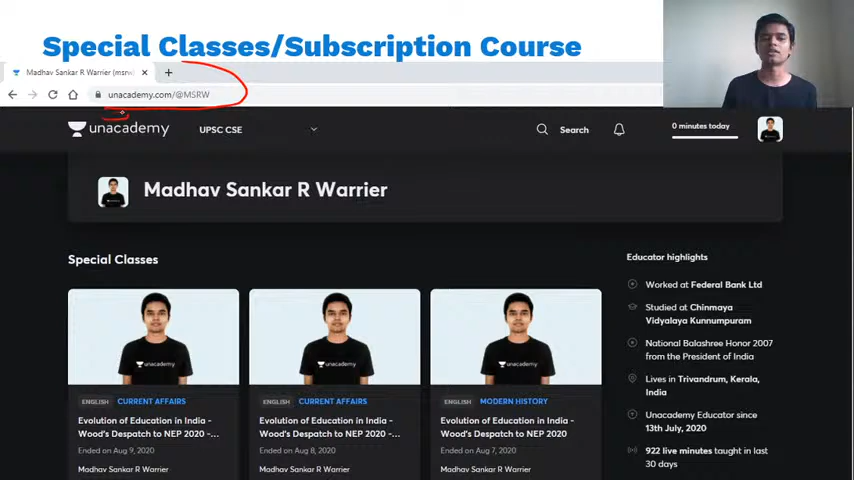 Special Classes/Subscription Course
Madhav Sankar R Warrier (msrw)
unacademy.com/@MSRW
unacademy
UPSC CSE
Search
0 minutes today
Madhav Sankar R Warrier
Special Classes
Educator highlights
Worked at Federal Bank Ltd
Studied at Chinmaya
Vidyalaya Kunnumpuram
National Balashree Honor 2007
from the President of India
Lives in Trivandrum, Kerala,
India
Unacademy Educator since
13th July, 2020
922 live minutes taught in last
30 days
unacademy
ENGLISH CURRENT AFFAIRS
Evolution of Education in India -
Wood's Despatch to NEP 2020 -...
Ended on Aug 9, 2020
Madhav Sankar R Warrier
unacademy
ENGLISH CURRENT AFFAIRS
Evolution of Education in India -
Wood's Despatch to NEP 2020 -...
Ended on Aug 8, 2020
Madhav Sankar R Warrier
unacademy
ENGLISH MODERN HISTORY
Evolution of Education in India -
Wood's Despatch to NEP 2020
Ended on Aug 7, 2020
Madhav Sankar R Warrier